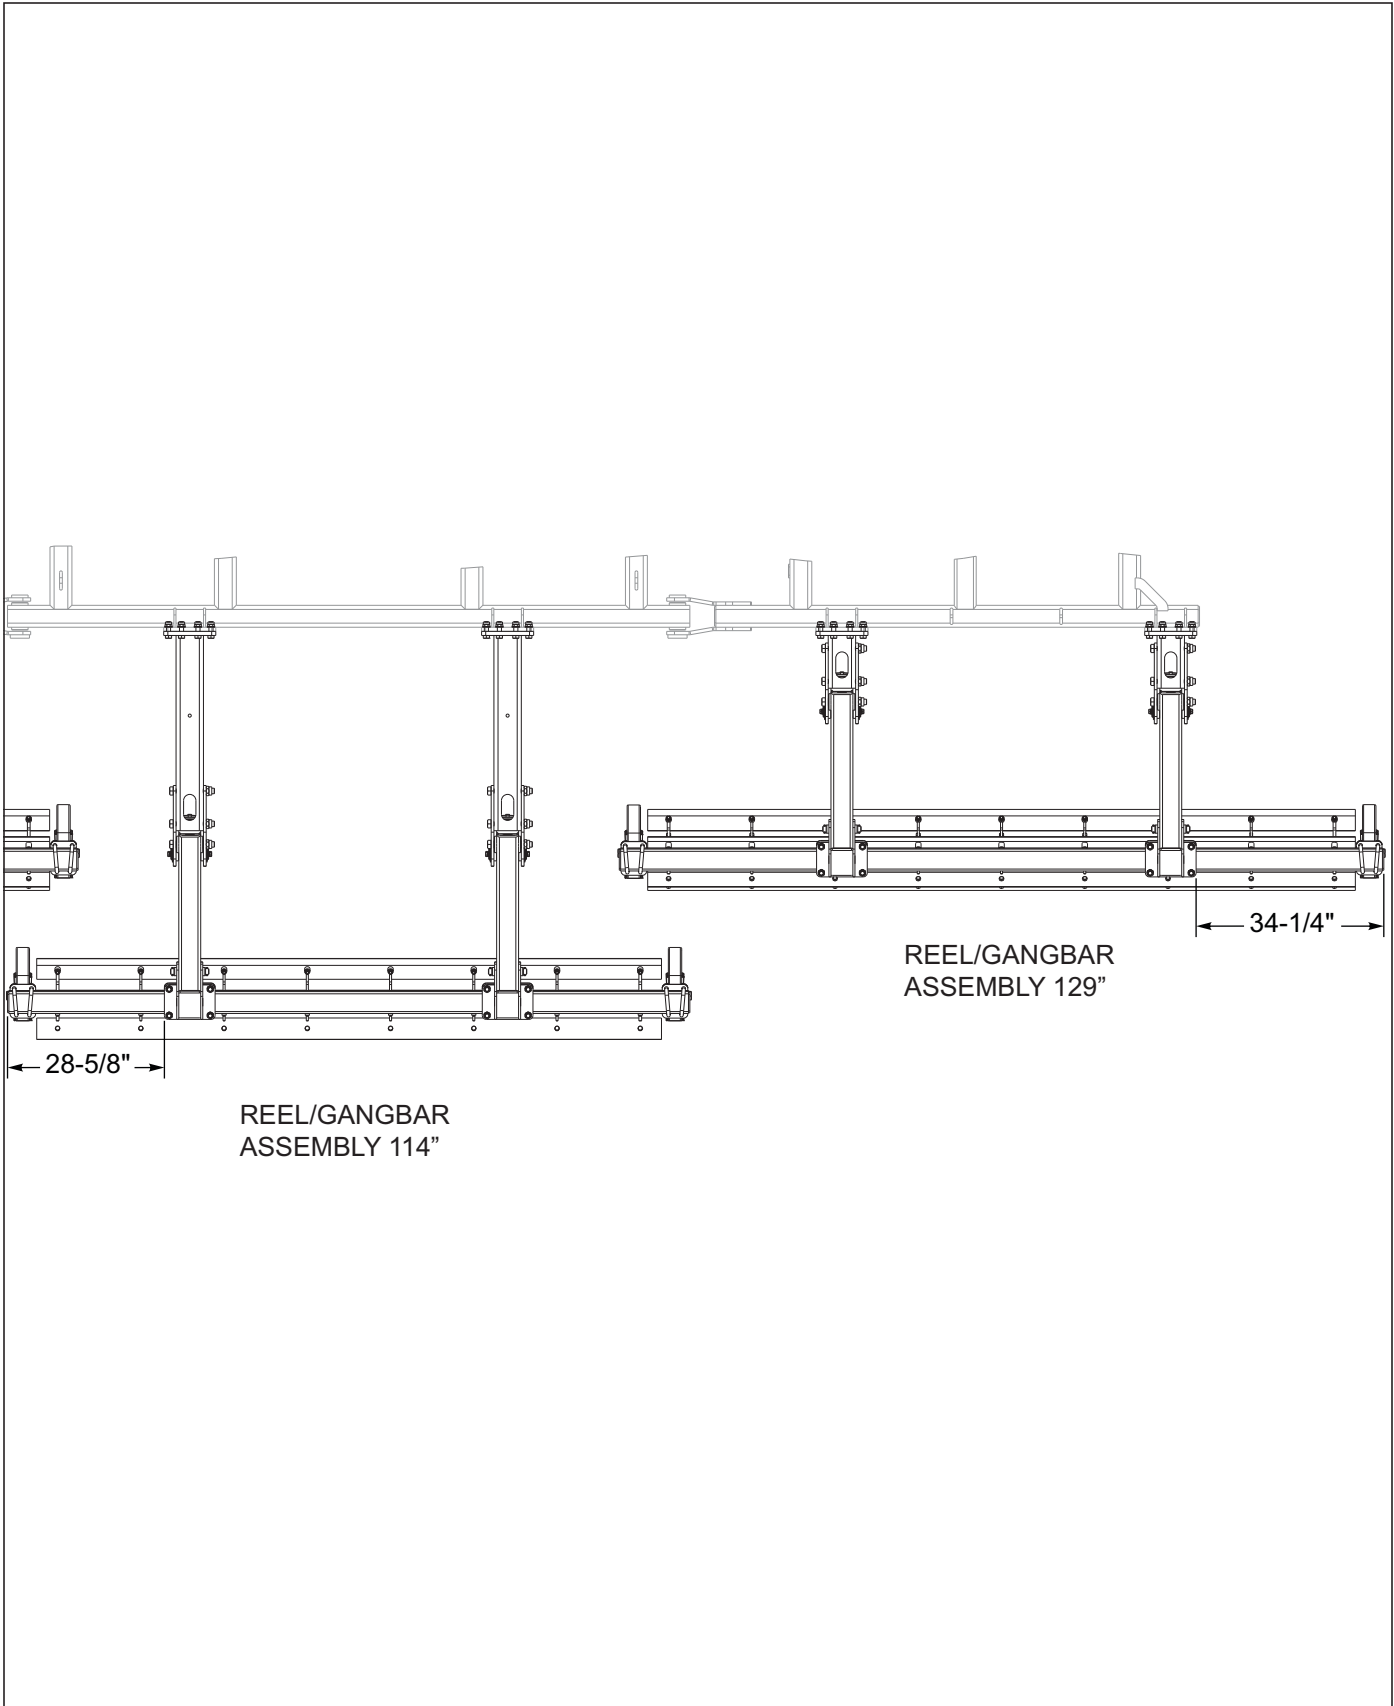 34-1/4"
REEL/GANGBAR
ASSEMBLY 129”
28-5/8"
REEL/GANGBAR
ASSEMBLY 114”